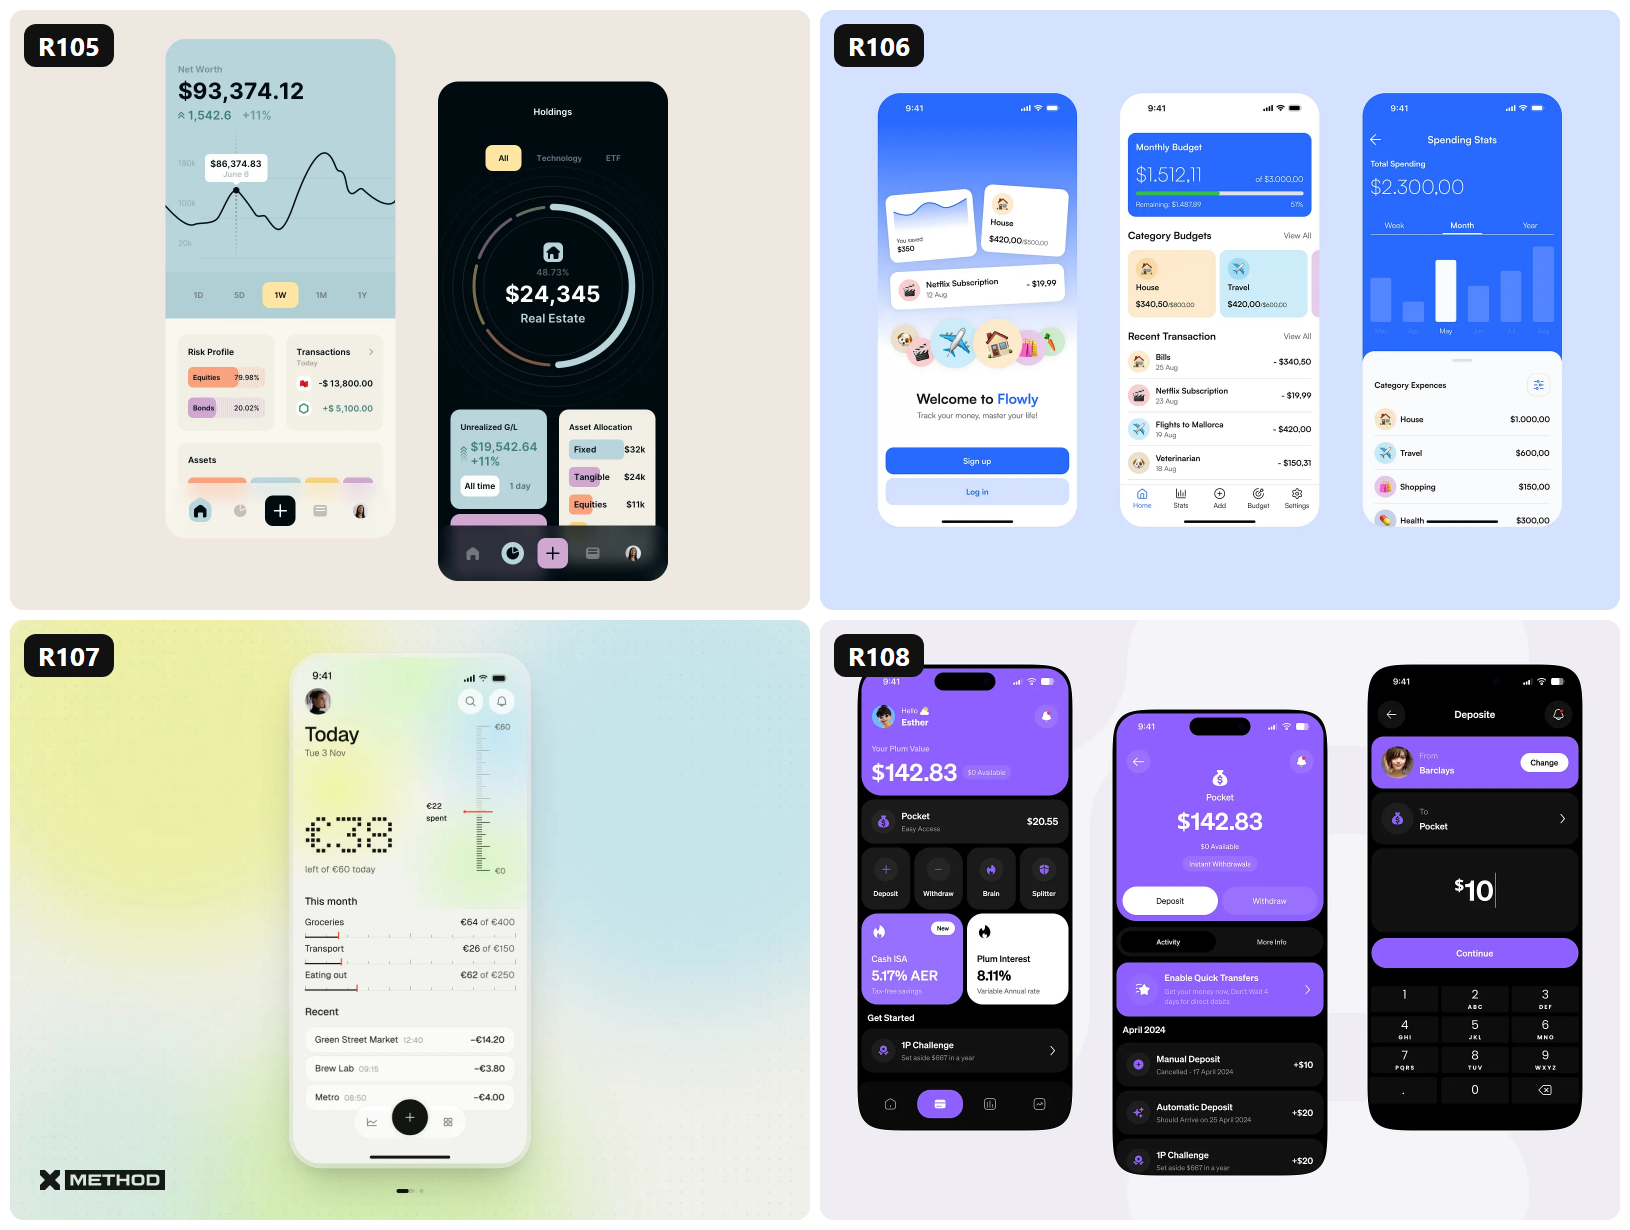 R105
Net Worth
$93,374.12
1,542.6 +11%
180k
$86,374.83
June 6
100k
20k
1D 5D 1W 1M 1Y
Risk Profile
Equities 79.98%
Bonds 20.02%
Transactions
Today
-$ 13,800.00
+$ 5,100.00
Assets
Holdings
All Technology ETF
48.73%
$24,345
Real Estate
Unrealized G/L
$19,542.64
+11%
All time 1 day
Asset Allocation
Fixed $32k
Tangible $24k
Equities $11k
R106
9:41
You saved
$350
House
$420,00/$500,00
Netflix Subscription
12 Aug
- $19,99
Welcome to Flowly
Track your money, master your life!
Sign up
Log in
9:41
Monthly Budget
$1.512,11 of $3.000,00
Remaining: $1.487,89 51%
Category Budgets View All
House
$340,50/$800,00
Travel
$420,00/$600,00
Recent Transaction View All
Bills
25 Aug
- $340,50
Netflix Subscription
23 Aug
- $19,99
Flights to Mallorca
19 Aug
- $420,00
Veterinarian
18 Aug
- $150,31
Home Stats Add Budget Settings
9:41
Spending Stats
Total Spending
$2.300,00
Week Month Year
Mar Apr May Jun Jul Aug
Category Expences
House $1.000,00
Travel $600,00
Shopping $150,00
Health $300,00
R107
9:41
Today
Tue 3 Nov
€60
€22
spent
€38
left of €60 today
€0
This month
Groceries €64 of €400
Transport €26 of €150
Eating out €62 of €250
Recent
Green Street Market 12:40 -€14.20
Brew Lab 09:15 -€3.80
Metro 08:50 -€4.00
METHOD
R108
9:41
Hello
Esther
Your Plum Value
$142.83 $0 Available
Pocket
Easy Access
$20.55
Deposit Withdraw Brain Splitter
New
Cash ISA
5.17% AER
Tax-free savings
Plum Interest
8.11%
Variable Annual rate
Get Started
1P Challenge
Set aside $667 in a year
9:41
Pocket
$142.83
$0 Available
Instant Withdrawals
Deposit Withdraw
Activity More Info
Enable Quick Transfers
Get your money now, Don't Wait 4
days for direct debits
April 2024
Manual Deposit
Cancelled - 17 April 2024
+$10
Automatic Deposit
Should Arrive on 25 April 2024
+$20
1P Challenge
Set aside $667 in a year
+$20
9:41
Deposite
From
Barclays
Change
To
Pocket
$10
Continue
1 2 3
ABC DEF
4 5 6
GHI JKL MNO
7 8 9
PQRS TUV WXYZ
. 0